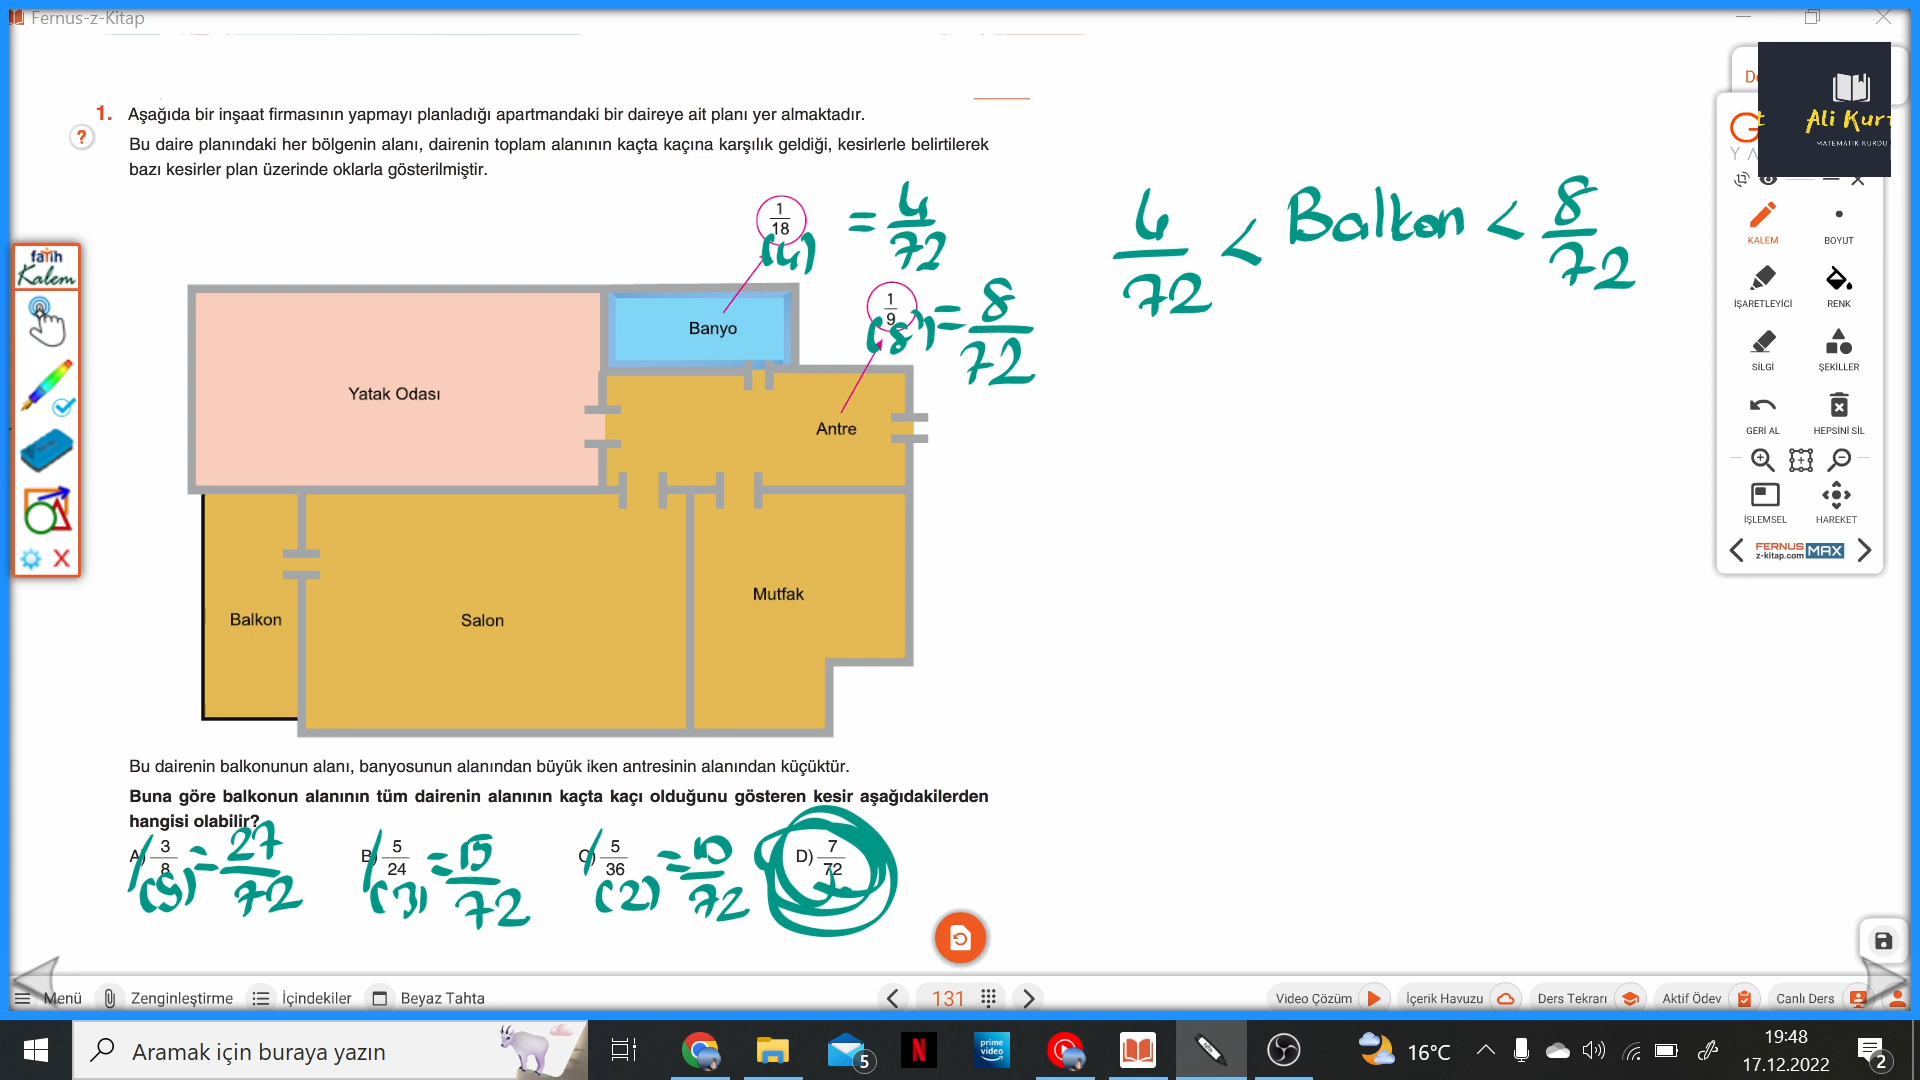 Fernus-z-Kitap
1. Aşağıda bir inşaat firmasının yapmayı planladığı apartmandaki bir daireye ait planı yer almaktadır.
? Bu daire planındaki her bölgenin alanı, dairenin toplam alanının kaçta kaçına karşılık geldiği, kesirlerle belirtilerek
bazı kesirler plan üzerinde oklarla gösterilmiştir.
1/18 (4) = 4/72
1/9 (8) = 8/72
4/72 < Balkon < 8/72
Banyo
Yatak Odası
Antre
Balkon
Salon
Mutfak
Bu dairenin balkonunun alanı, banyosunun alanından büyük iken antresinin alanından küçüktür.
Buna göre balkonun alanının tüm dairenin alanının kaçta kaçı olduğunu gösteren kesir aşağıdakilerden
hangisi olabilir?
A) 3/8 (9) = 27/72
B) 5/24 (3) = 15/72
C) 5/36 (2) = 10/72
D) 7/72
fatih
Kalem
Ali Kurt
MATEMATIK KURDU
KALEM
BOYUT
İŞARETLEYİCİ
RENK
SİLGİ
ŞEKİLLER
GERİ AL
HEPSİNİ SİL
İŞLEMSEL
HAREKET
FERNUS MAX
z-kitap.com
Menü
Zenginleştirme
İçindekiler
Beyaz Tahta
131
Video Çözüm
İçerik Havuzu
Ders Tekrarı
Aktif Ödev
Canlı Ders
Aramak için buraya yazın
5
N
prime video
16°C
19:48
17.12.2022
2